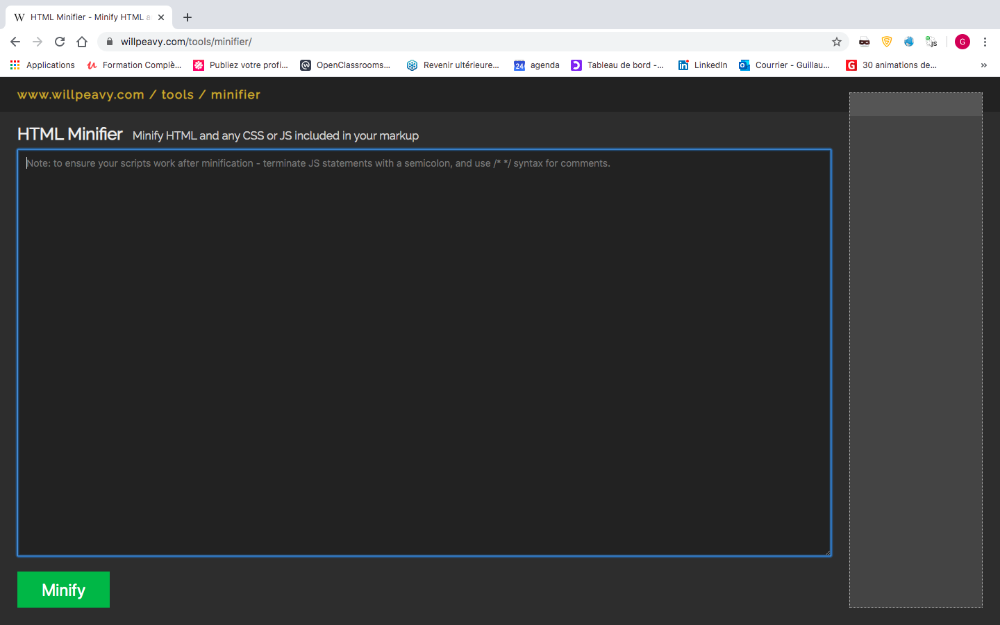 W HTML Minifier - Minify HTML a
willpeavy.com/tools/minifier/
js
G
Applications
Formation Complè...
Publiez votre profi...
OpenClassrooms...
Revenir ultérieure...
24 agenda
Tableau de bord -...
LinkedIn
Courrier - Guillau...
G 30 animations de...
»
www.willpeavy.com / tools / minifier
HTML Minifier Minify HTML and any CSS or JS included in your markup
Note: to ensure your scripts work after minification - terminate JS statements with a semicolon, and use /* */ syntax for comments.
Minify